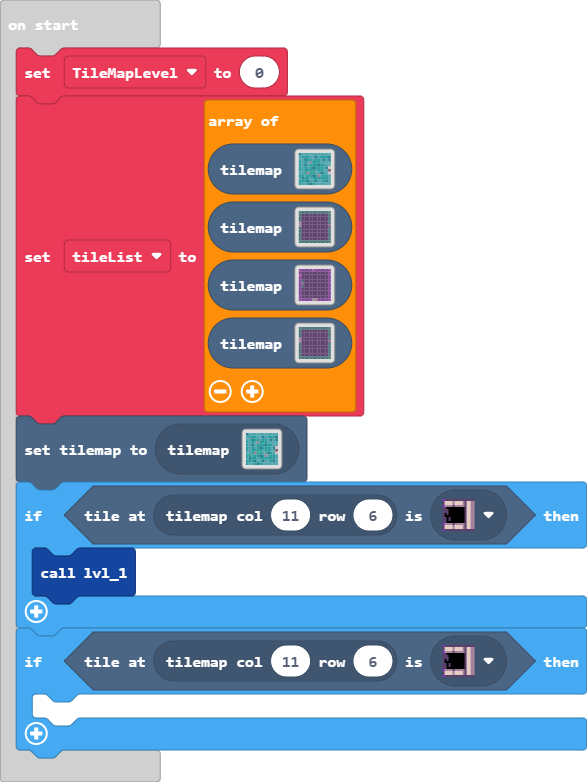 on start
set TileMapLevel to 0
array of
tilemap
tilemap
set tileList to
tilemap
tilemap
set tilemap to tilemap
if tile at tilemap col 11 row 6 is then
call lvl_1
if tile at tilemap col 11 row 6 is then